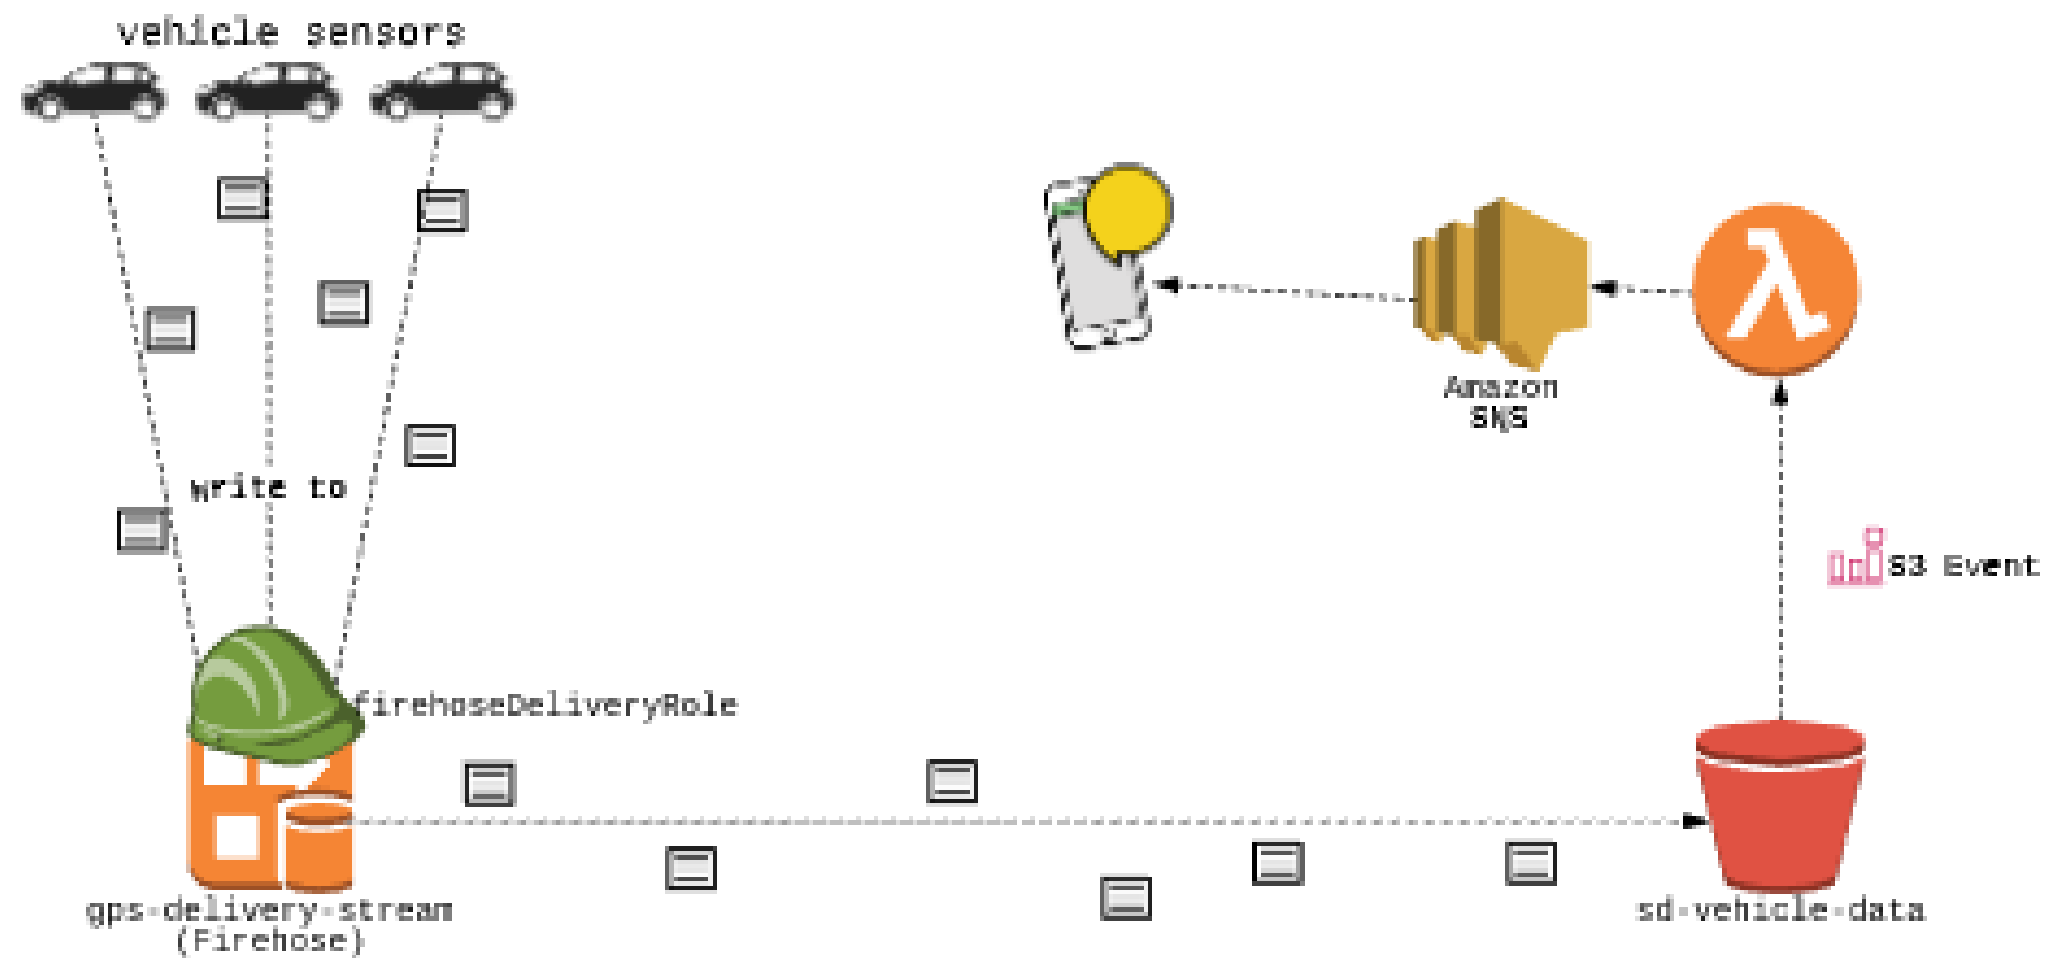 vehicle sensors
write to
firehoseDeliveryRole
gps-delivery-stream
(Firehose)
Amazon
SNS
S3 Event
sd-vehicle-data